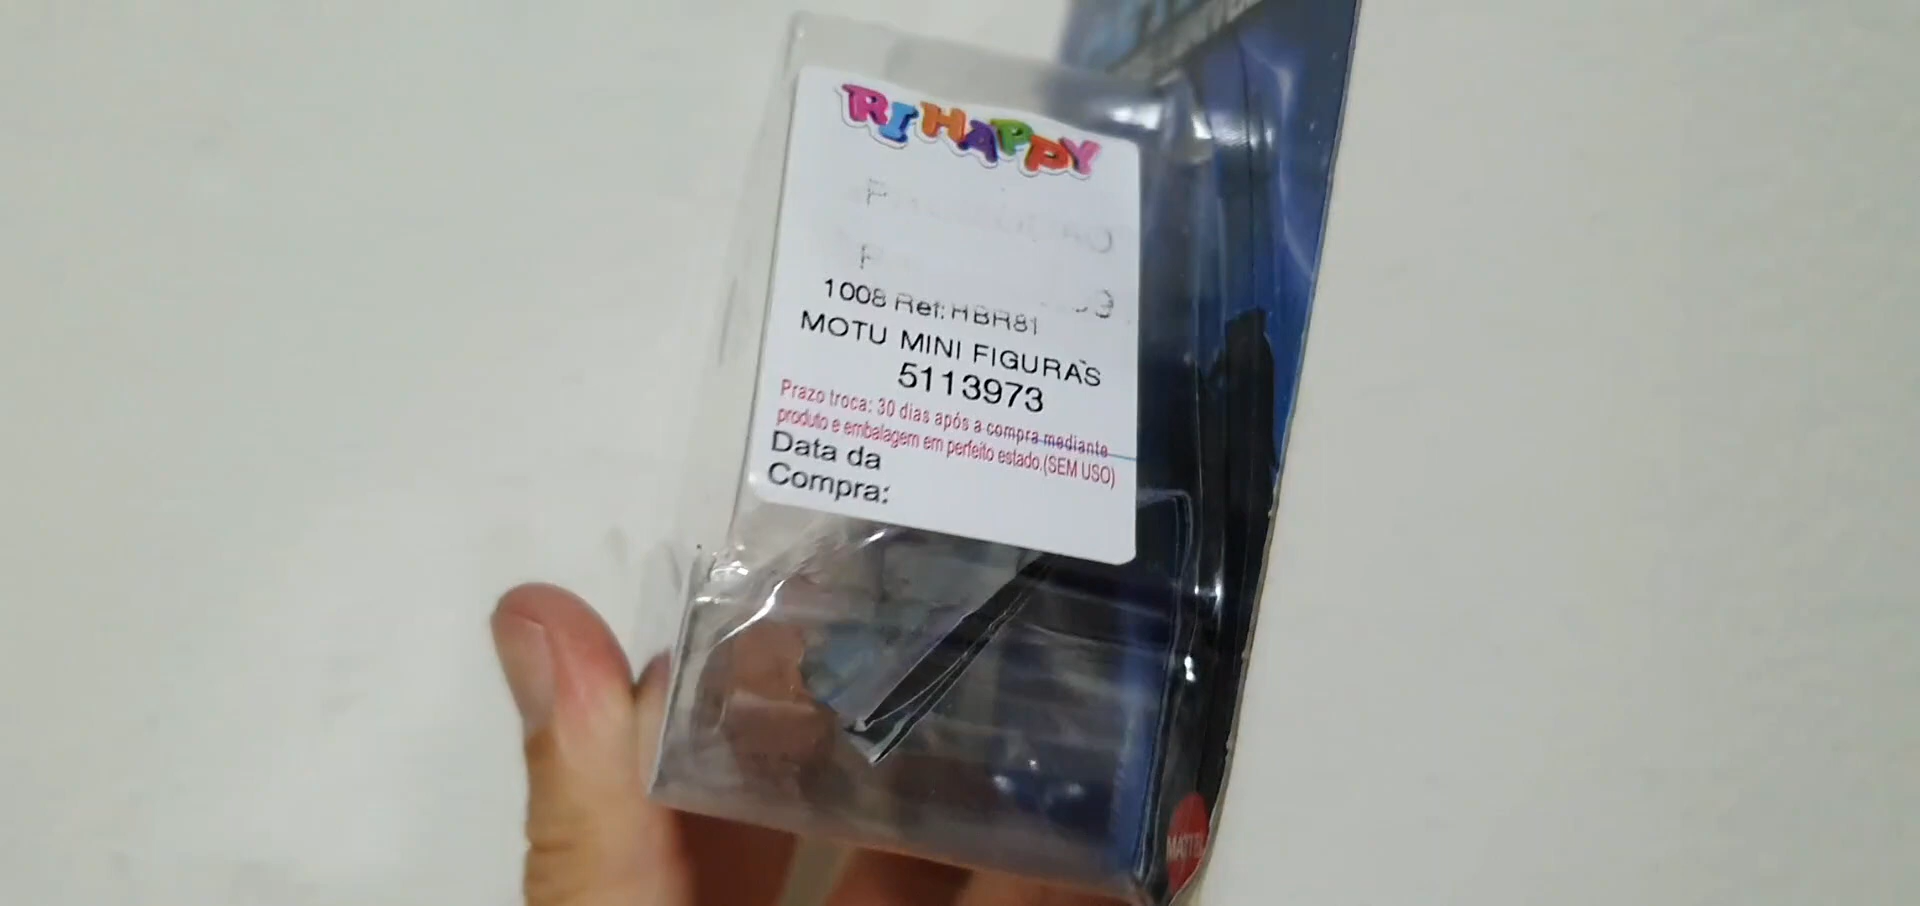 RI HAPPY
1008 Ref: HBR81
MOTU MINI FIGURAS
5113973
Prazo troca: 30 dias após a compra mediante
produto e embalagem em perfeito estado.(SEM USO)
Data da
Compra:
MATTEL